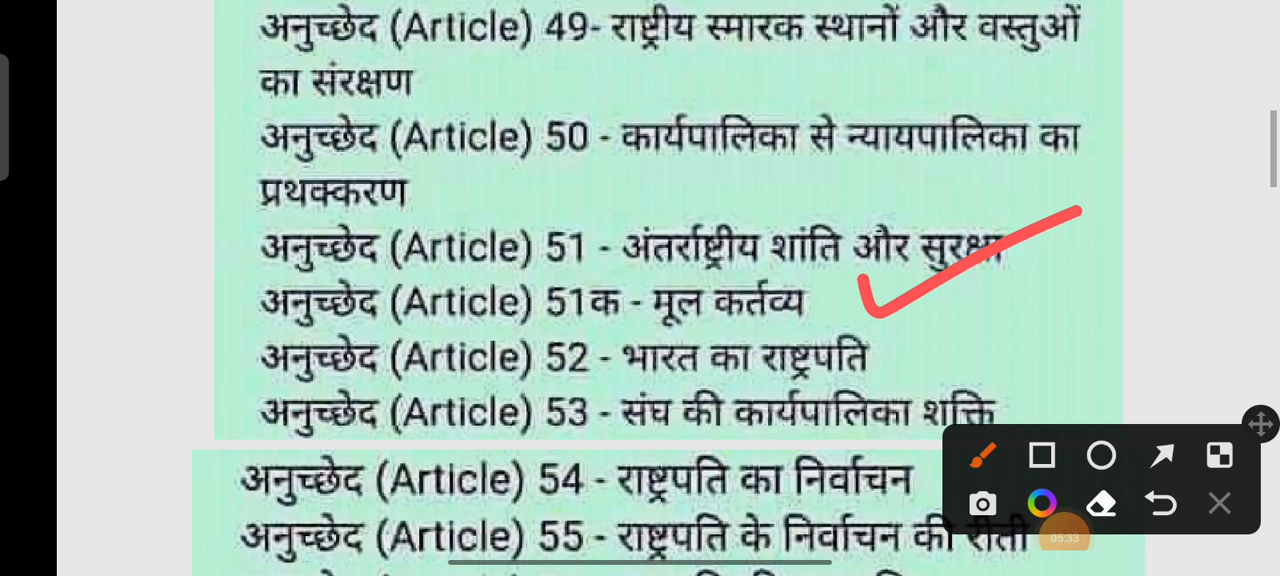 अनुच्छेद (Article) 49- राष्ट्रीय स्मारक स्थानों और वस्तुओं
का संरक्षण
अनुच्छेद (Article) 50 - कार्यपालिका से न्यायपालिका का
प्रथक्करण
अनुच्छेद (Article) 51 - अंतर्राष्ट्रीय शांति और सुरक्षा
अनुच्छेद (Article) 51क - मूल कर्तव्य
अनुच्छेद (Article) 52 - भारत का राष्ट्रपति
अनुच्छेद (Article) 53 - संघ की कार्यपालिका शक्ति
अनुच्छेद (Article) 54 - राष्ट्रपति का निर्वाचन
अनुच्छेद (Article) 55 - राष्ट्रपति के निर्वाचन की रीती
05:33